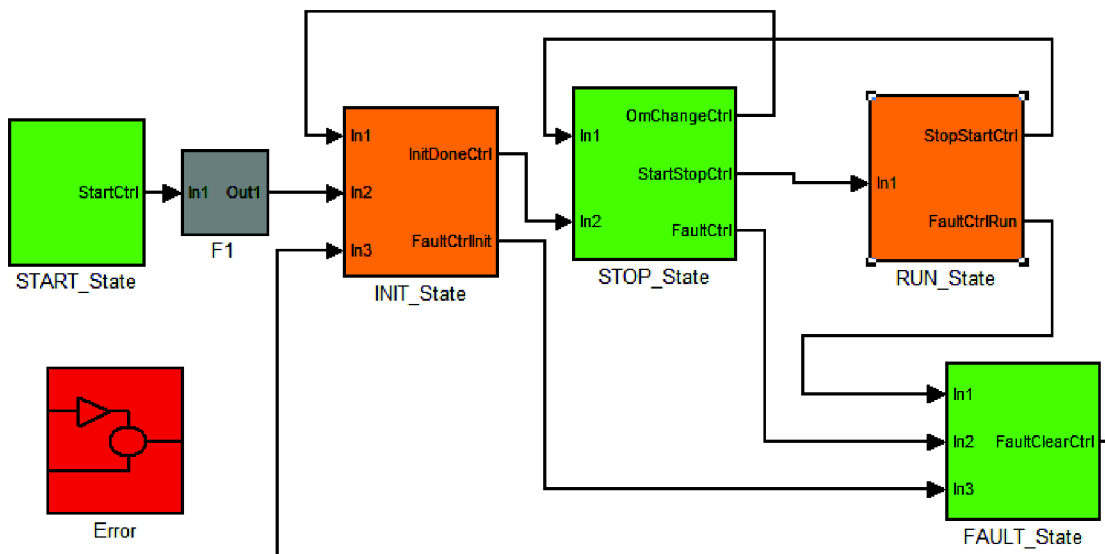 StartCtrl
START_State
In1
Out1
F1
In1
In2
In3
InitDoneCtrl
FaultCtrlInit
INIT_State
In1
In2
OmChangeCtrl
StartStopCtrl
FaultCtrl
STOP_State
In1
StopStartCtrl
FaultCtrlRun
RUN_State
Error
In1
In2
In3
FaultClearCtrl
FAULT_State